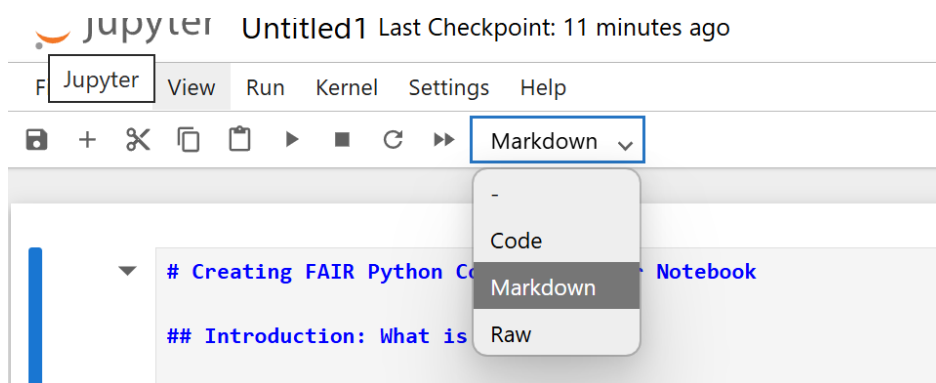 Jupyter Untitled1 Last Checkpoint: 11 minutes ago
Jupyter
F View Run Kernel Settings Help
Markdown
-
Code
Markdown
Raw
# Creating FAIR Python Notebook
## Introduction: What is